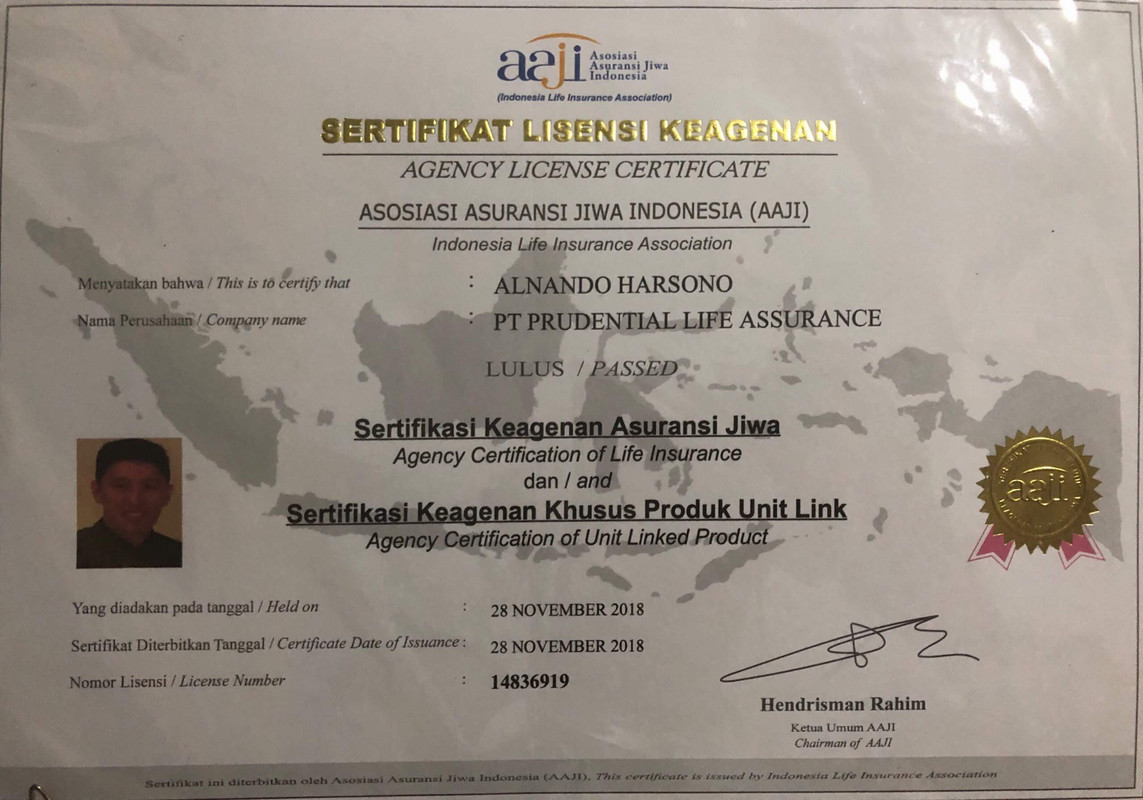 aaji Asosiasi
Asuransi Jiwa
Indonesia
(Indonesia Life Insurance Association)
SERTIFIKAT LISENSI KEAGENAN
AGENCY LICENSE CERTIFICATE
ASOSIASI ASURANSI JIWA INDONESIA (AAJI)
Indonesia Life Insurance Association
Menyatakan bahwa / This is to certify that : ALNANDO HARSONO
Nama Perusahaan / Company name : PT PRUDENTIAL LIFE ASSURANCE
LULUS / PASSED
Sertifikasi Keagenan Asuransi Jiwa
Agency Certification of Life Insurance
dan / and
Sertifikasi Keagenan Khusus Produk Unit Link
Agency Certification of Unit Linked Product
aaji
Yang diadakan pada tanggal / Held on : 28 NOVEMBER 2018
Sertifikat Diterbitkan Tanggal / Certificate Date of Issuance : 28 NOVEMBER 2018
Nomor Lisensi / License Number : 14836919
Hendrisman Rahim
Ketua Umum AAJI
Chairman of AAJI
Sertifikat ini diterbitkan oleh Asosiasi Asuransi Jiwa Indonesia (AAJI), This certificate is issued by Indonesia Life Insurance Association